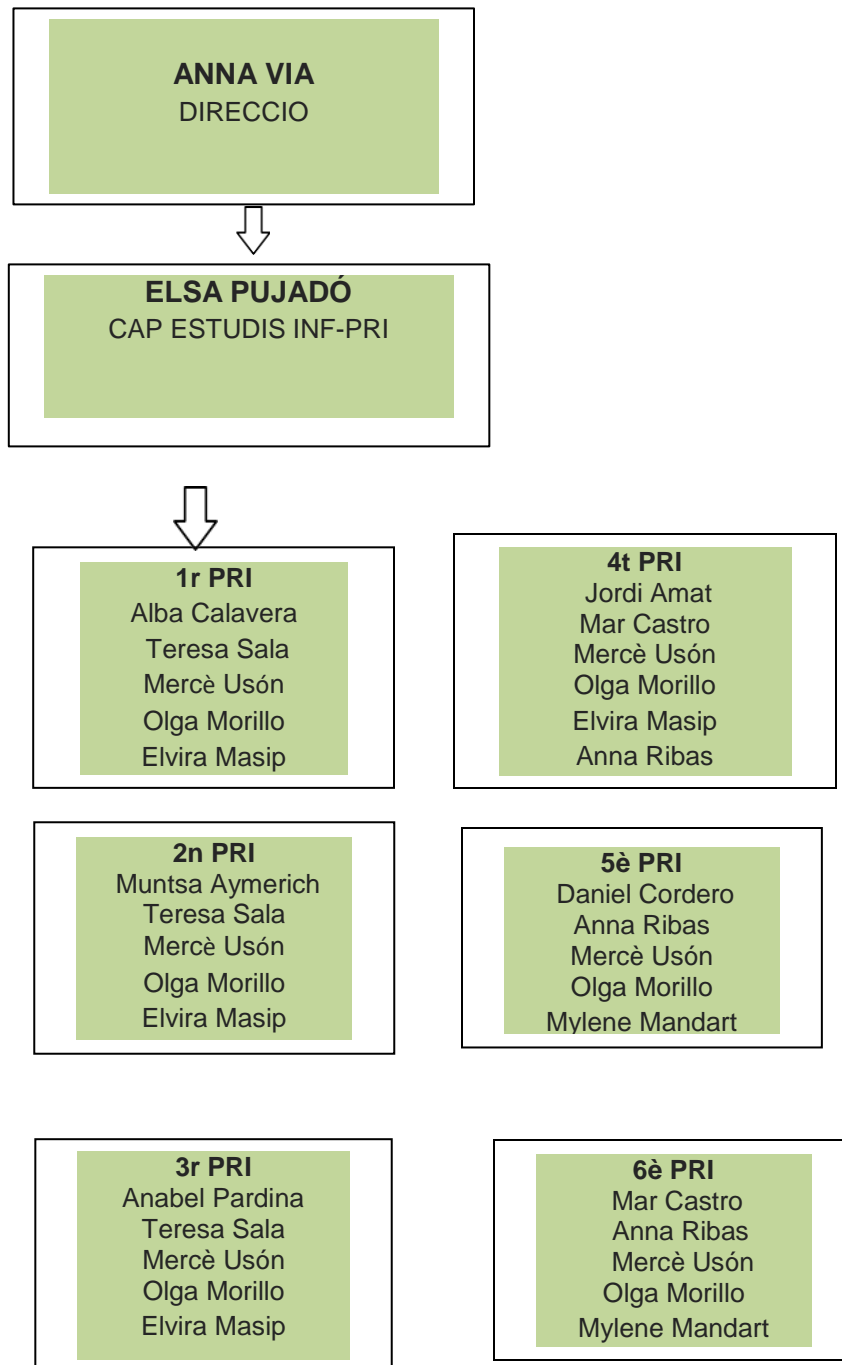 ANNA VIA
DIRECCIO
ELSA PUJADÓ
CAP ESTUDIS INF-PRI
1r PRI
Alba Calavera
Teresa Sala
Mercè Usón
Olga Morillo
Elvira Masip
4t PRI
Jordi Amat
Mar Castro
Mercè Usón
Olga Morillo
Elvira Masip
Anna Ribas
2n PRI
Muntsa Aymerich
Teresa Sala
Mercè Usón
Olga Morillo
Elvira Masip
5è PRI
Daniel Cordero
Anna Ribas
Mercè Usón
Olga Morillo
Mylene Mandart
3r PRI
Anabel Pardina
Teresa Sala
Mercè Usón
Olga Morillo
Elvira Masip
6è PRI
Mar Castro
Anna Ribas
Mercè Usón
Olga Morillo
Mylene Mandart